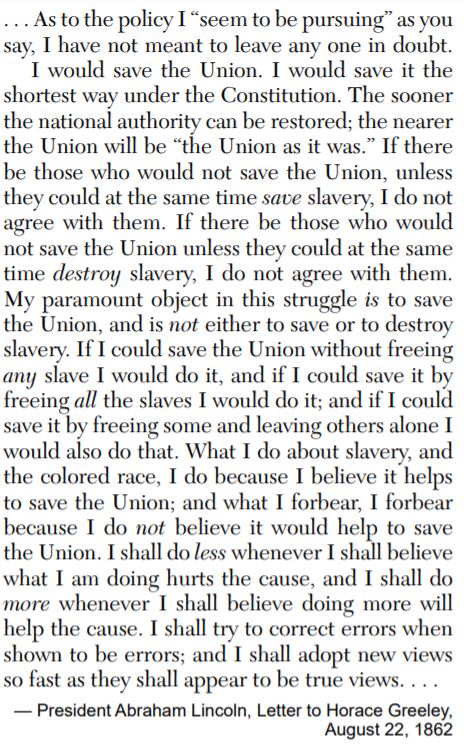 . . . As to the policy I “seem to be pursuing” as you
say, I have not meant to leave any one in doubt.
I would save the Union. I would save it the
shortest way under the Constitution. The sooner
the national authority can be restored; the nearer
the Union will be “the Union as it was.” If there
be those who would not save the Union, unless
they could at the same time save slavery, I do not
agree with them. If there be those who would
not save the Union unless they could at the same
time destroy slavery, I do not agree with them.
My paramount object in this struggle is to save
the Union, and is not either to save or to destroy
slavery. If I could save the Union without freeing
any slave I would do it, and if I could save it by
freeing all the slaves I would do it; and if I could
save it by freeing some and leaving others alone I
would also do that. What I do about slavery, and
the colored race, I do because I believe it helps
to save the Union; and what I forbear, I forbear
because I do not believe it would help to save
the Union. I shall do less whenever I shall believe
what I am doing hurts the cause, and I shall do
more whenever I shall believe doing more will
help the cause. I shall try to correct errors when
shown to be errors; and I shall adopt new views
so fast as they shall appear to be true views. . . .
— President Abraham Lincoln, Letter to Horace Greeley,
August 22, 1862